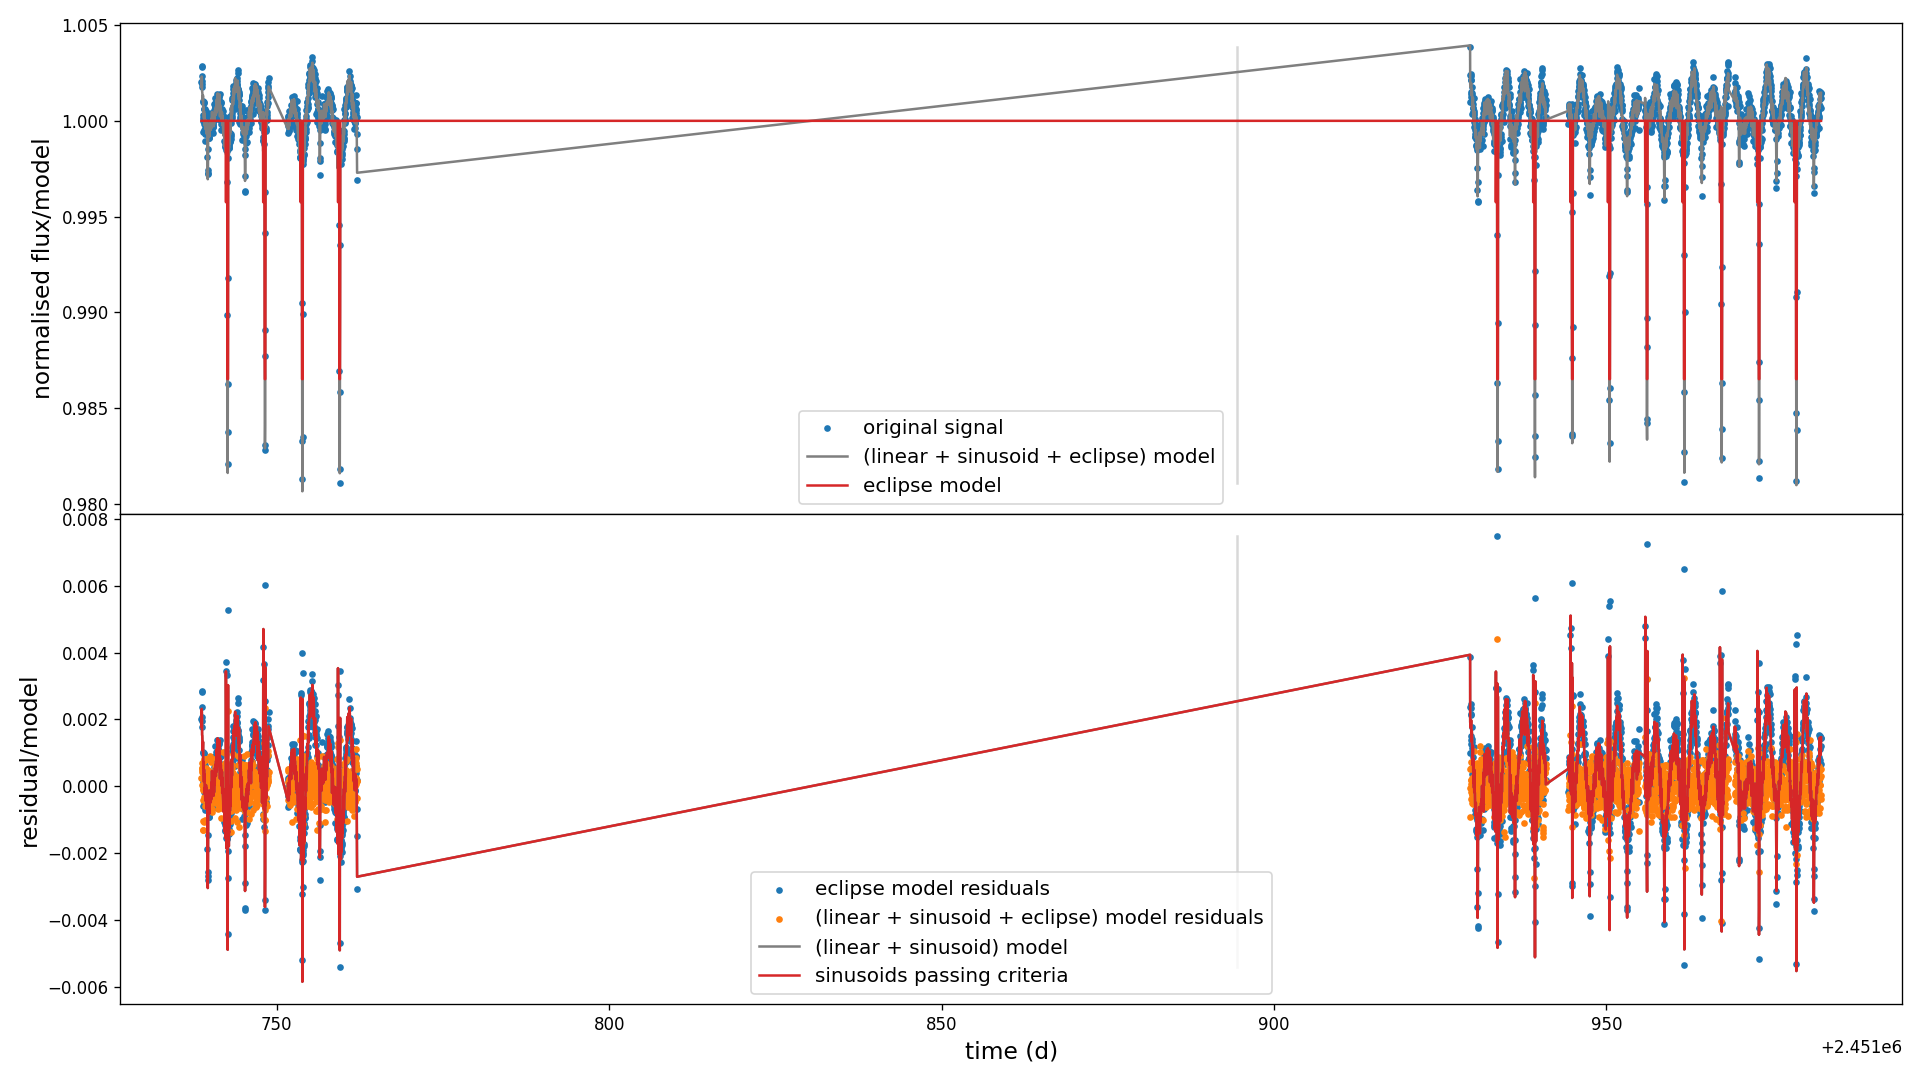 1.005
1.000
0.995
0.990
0.985
0.980
normalised flux/model
original signal
(linear + sinusoid + eclipse) model
eclipse model
0.008
0.006
0.004
0.002
0.000
−0.002
−0.004
−0.006
residual/model
eclipse model residuals
(linear + sinusoid + eclipse) model residuals
(linear + sinusoid) model
sinusoids passing criteria
750
800
850
900
950
time (d)
+2.451e6